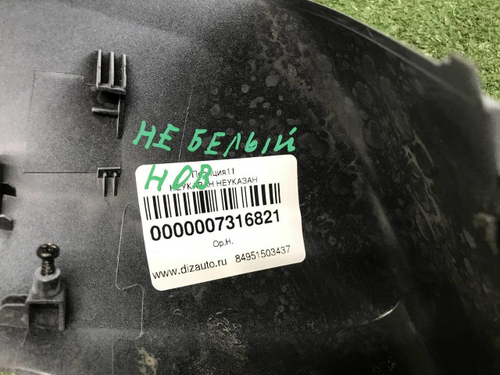 НЕ БЕЛЫЙ
НОВ
НЕУКАЗАН НЕУКАЗАН
0000007316821
Ор.Н.
www.dizauto.ru 84951503437